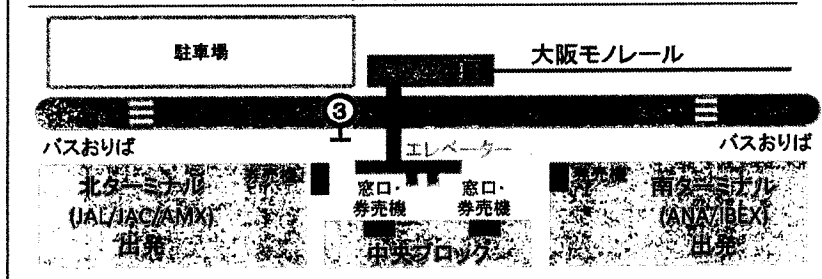 駐車場
大阪モノレール
③
バスおりば
エレベーター
バスおりば
券売機
北ターミナル
(JAL/JAC/AMX)
出発
窓口・
券売機
窓口・
券売機
中央ブロック
券売機
南ターミナル
(ANA/IBEX)
出発